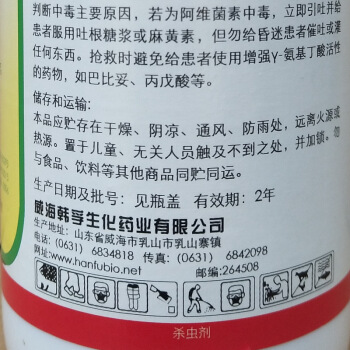 判断中毒主要原因，若为阿维菌素中毒，立即引吐并给
患者服用吐根糖浆或麻黄素，但勿给昏迷患者催吐或灌
任何东西。抢救时避免给患者使用增强γ-氨基丁酸活性
的药物，如巴比妥、丙戊酸等。
储存和运输：
本品应贮存在干燥、阴凉、通风、防雨处，远离火源或
热源。置于儿童、无关人员触及不到之处，并加锁。勿
与食品、饮料等其他商品同贮同运。
生产日期及批号：见瓶盖 有效期：2年
威海韩孚生化药业有限公司
生产地址：山东省威海市乳山市乳山寨镇
电话：(0631) 6834818 传真：(0631) 6842098
网址：www.hanfubio.net 邮编：264508
杀虫剂